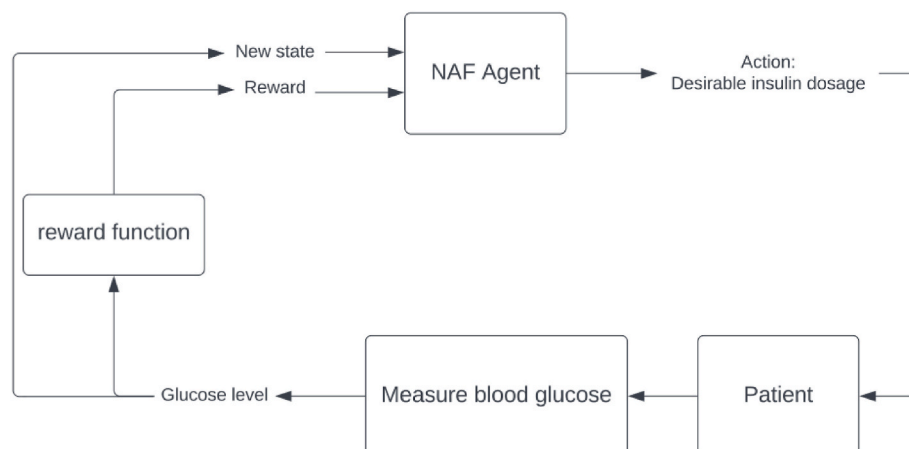 New state
Reward
NAF Agent
Action:
Desirable insulin dosage
reward function
Glucose level
Measure blood glucose
Patient